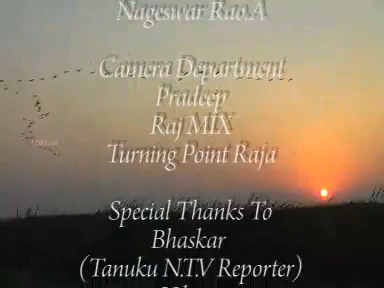 Nageswar Rao.A
Camera Department
Pradeep
Raj MIX
Turning Point Raja
Special Thanks To
Bhaskar
(Tanuku N.T.V Reporter)